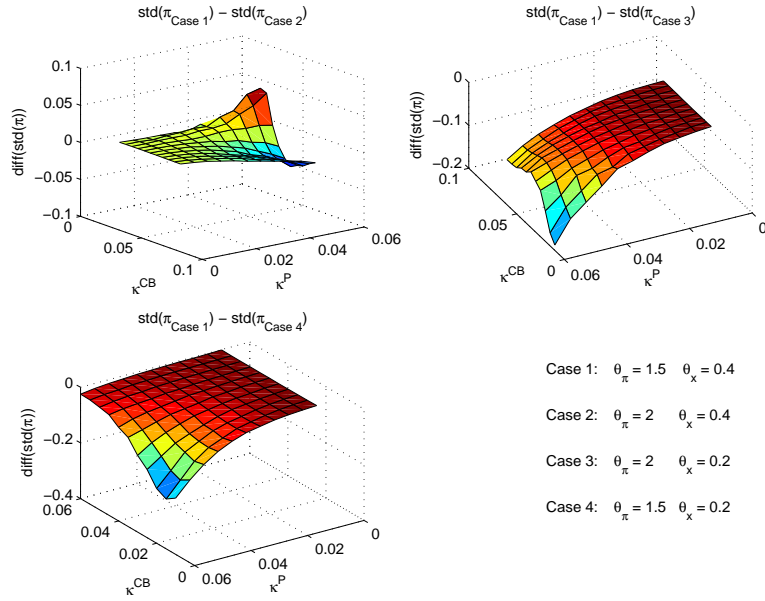 std(π_Case 1) − std(π_Case 2)
0.1
0.05
0
−0.05
−0.1
diff(std(π))
0
0.05
0.1
κ^CB
0
0.02
0.04
0.06
κ^P
std(π_Case 1) − std(π_Case 3)
0
−0.1
−0.2
diff(std(π))
0.1
0.05
0
κ^CB
0.06
0.04
0.02
0
κ^P
std(π_Case 1) − std(π_Case 4)
0
−0.2
−0.4
diff(std(π))
0.06
0.04
0.02
0
κ^CB
0.06
0.04
0.02
0
κ^P
Case 1: θ_π = 1.5 θ_x = 0.4
Case 2: θ_π = 2 θ_x = 0.4
Case 3: θ_π = 2 θ_x = 0.2
Case 4: θ_π = 1.5 θ_x = 0.2